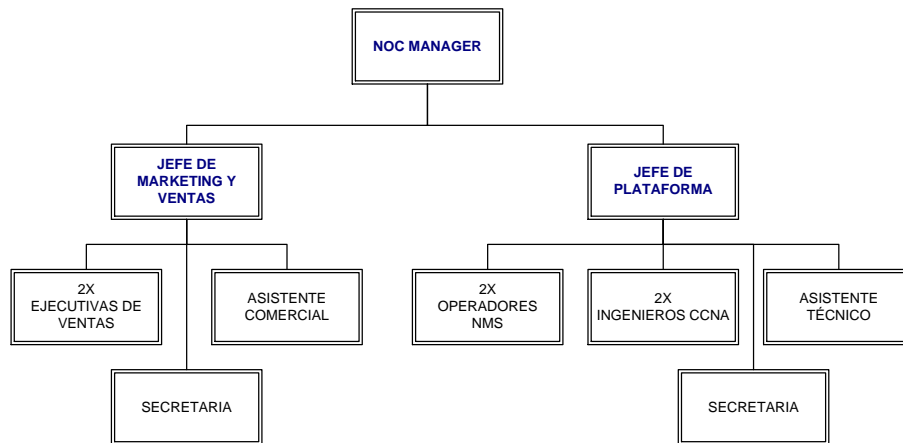 NOC MANAGER
JEFE DE
MARKETING Y
VENTAS
JEFE DE
PLATAFORMA
2X
EJECUTIVAS DE
VENTAS
ASISTENTE
COMERCIAL
2X
OPERADORES
NMS
2X
INGENIEROS CCNA
ASISTENTE
TÉCNICO
SECRETARIA
SECRETARIA